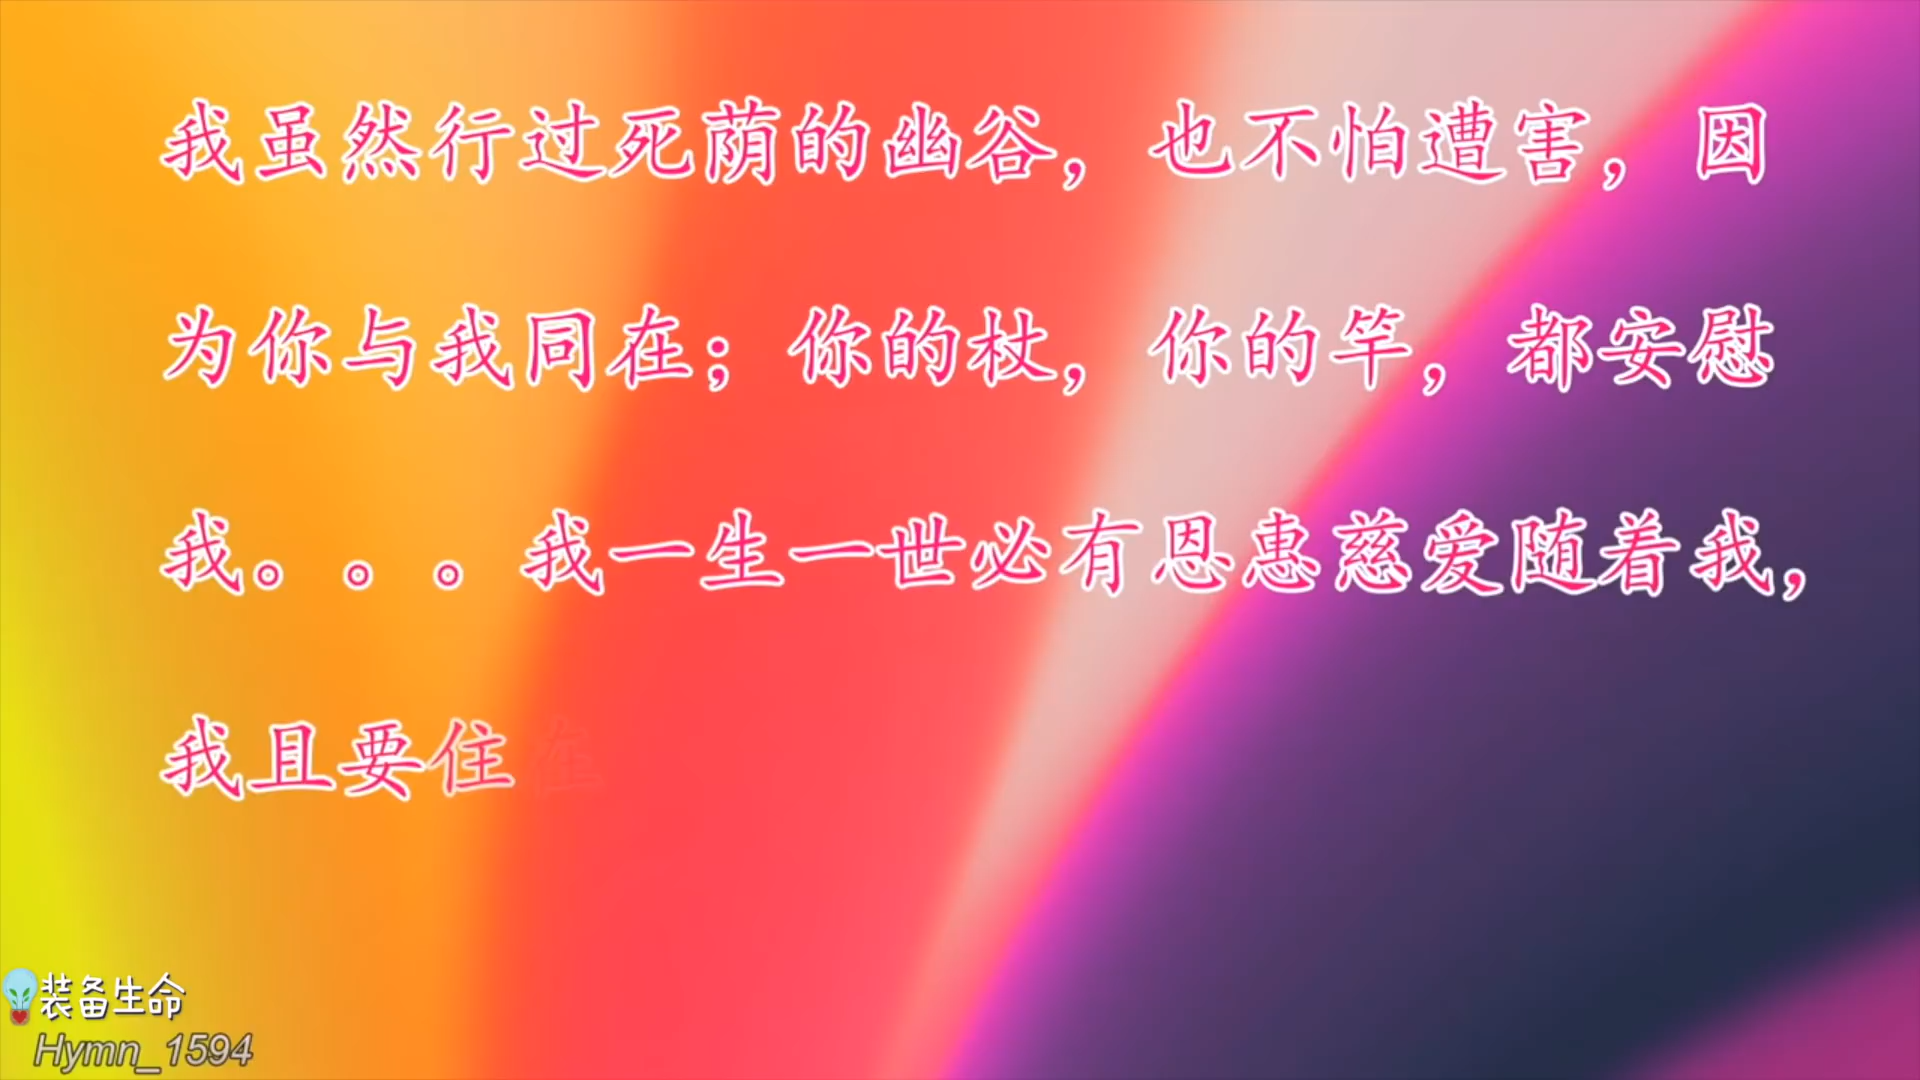 我虽然行过死荫的幽谷，也不怕遭害，因
为你与我同在；你的杖，你的竿，都安慰
我。。。我一生一世必有恩惠慈爱随着我，
我且要住在
装备生命
Hymn_1594